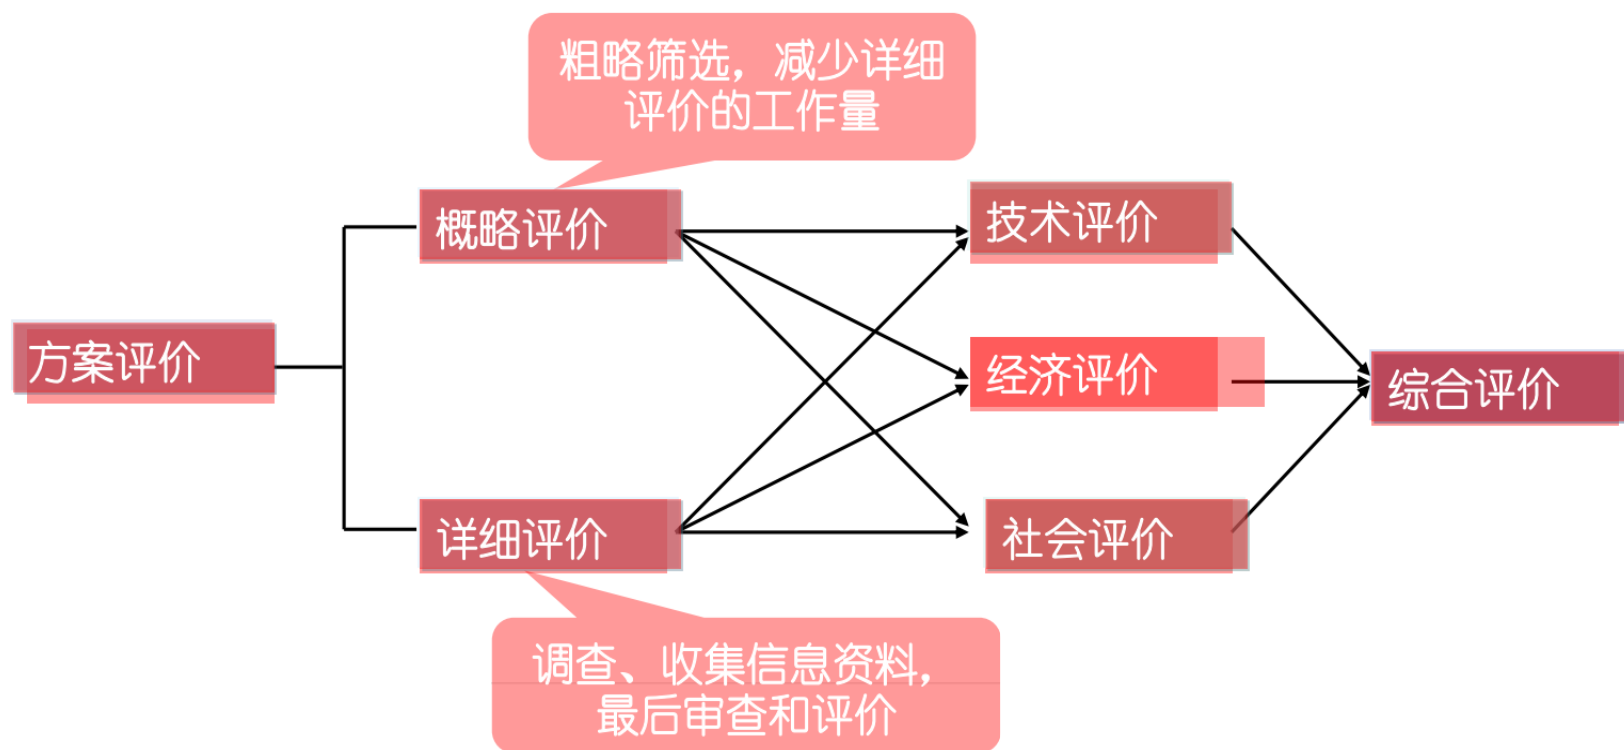 粗略筛选，减少详细
评价的工作量
概略评价
技术评价
方案评价
经济评价
综合评价
详细评价
社会评价
调查、收集信息资料，
最后审查和评价